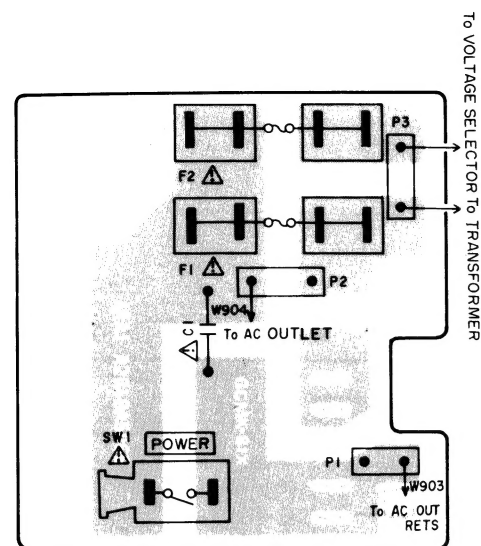 To VOLTAGE SELECTOR To TRANSFORMER
P3
F2
F1
P2
W904
To AC OUTLET
C1
SW1
POWER
P1
W903
To AC OUT
RETS